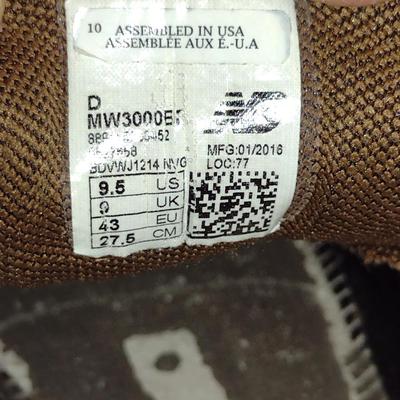 10 ASSEMBLED IN USA
ASSEMBLÉE AUX É.-U.A
D
MW3000
MFG:01/2016
LOC:77
9.5 US
9 UK
43 EU
27.5 CM